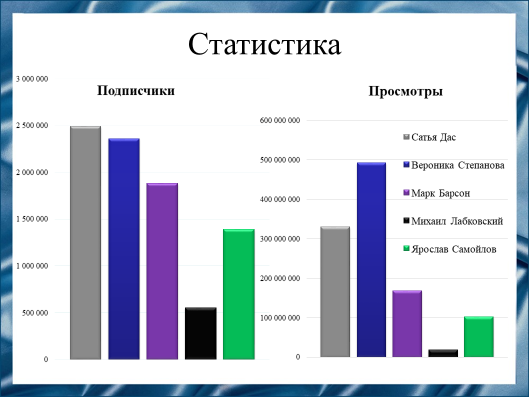 Статистика
Подписчики
3 000 000
2 500 000
2 000 000
1 500 000
1 000 000
500 000
0
Просмотры
600 000 000
500 000 000
400 000 000
300 000 000
200 000 000
100 000 000
0
Сатья Дас
Вероника Степанова
Марк Барсон
Михаил Лабковский
Ярослав Самойлов